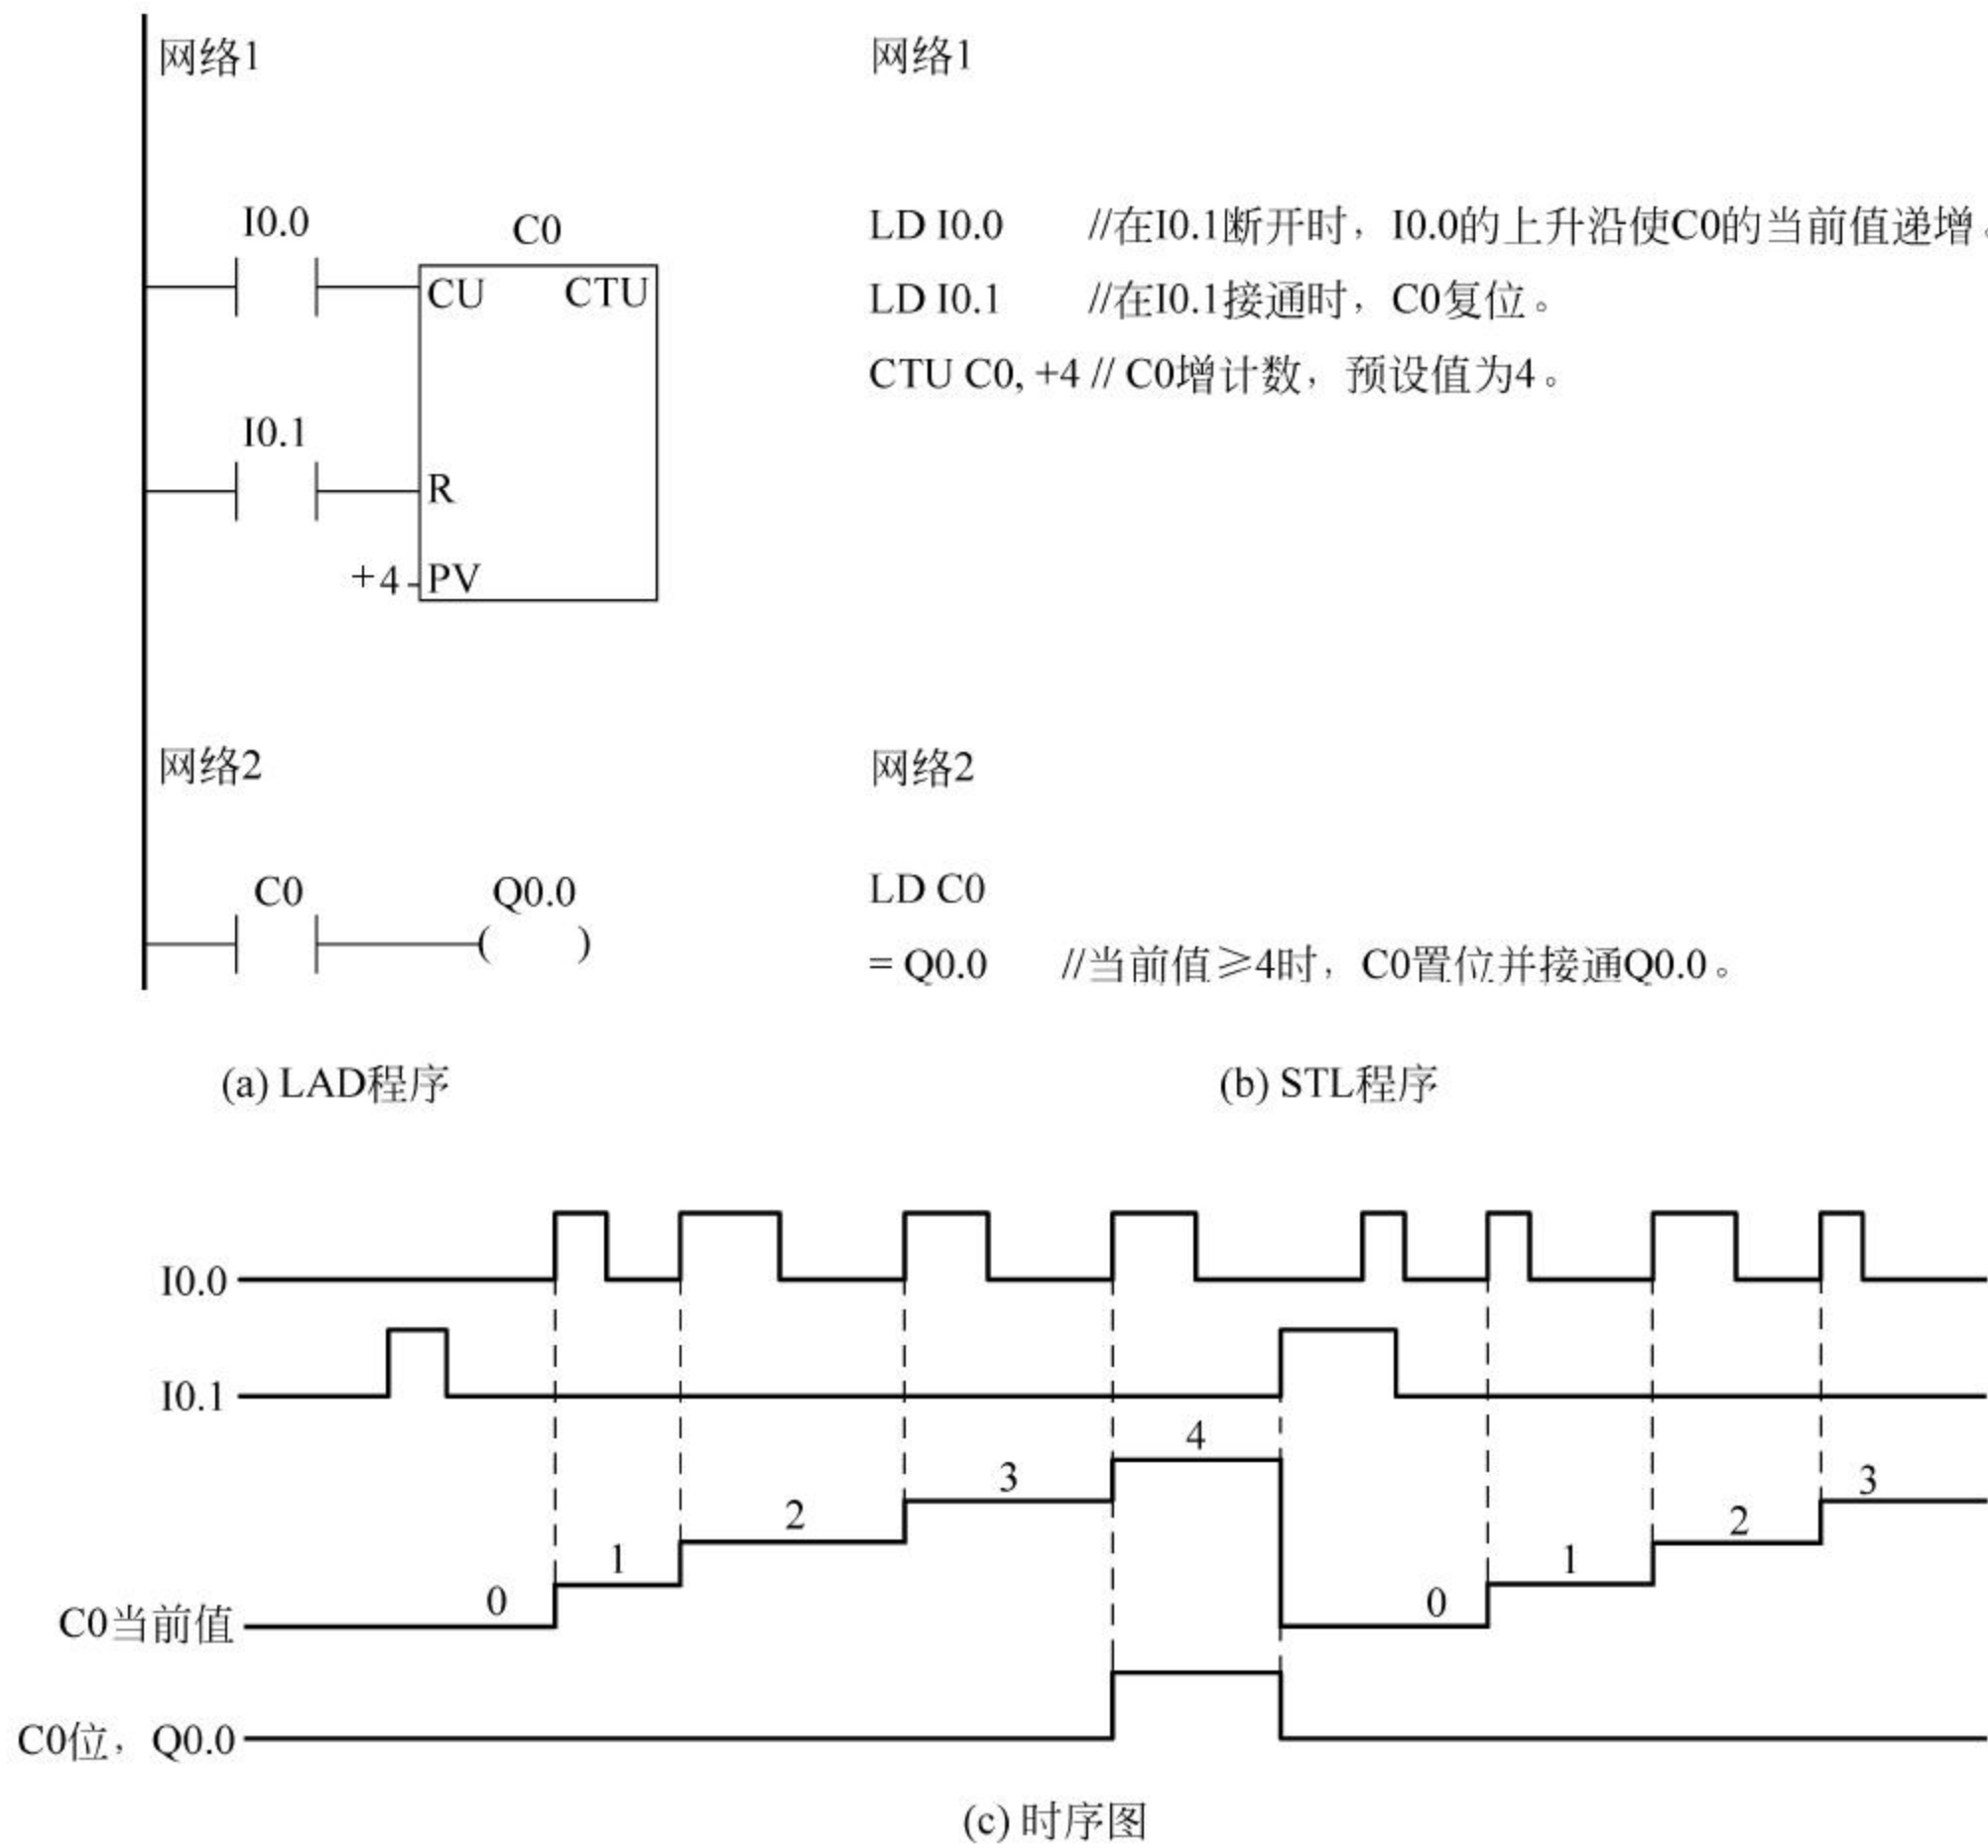 网络1
I0.0
C0
CU CTU
I0.1
R
+4 PV
网络2
C0 Q0.0
( )
(a) LAD程序
网络1
LD I0.0 //在I0.1断开时，I0.0的上升沿使C0的当前值递增。
LD I0.1 //在I0.1接通时，C0复位。
CTU C0, +4 // C0增计数，预设值为4。
网络2
LD C0
= Q0.0 //当前值≥4时，C0置位并接通Q0.0。
(b) STL程序
I0.0
I0.1
C0当前值
0 1 2 3 4 0 1 2 3
C0位，Q0.0
(c) 时序图